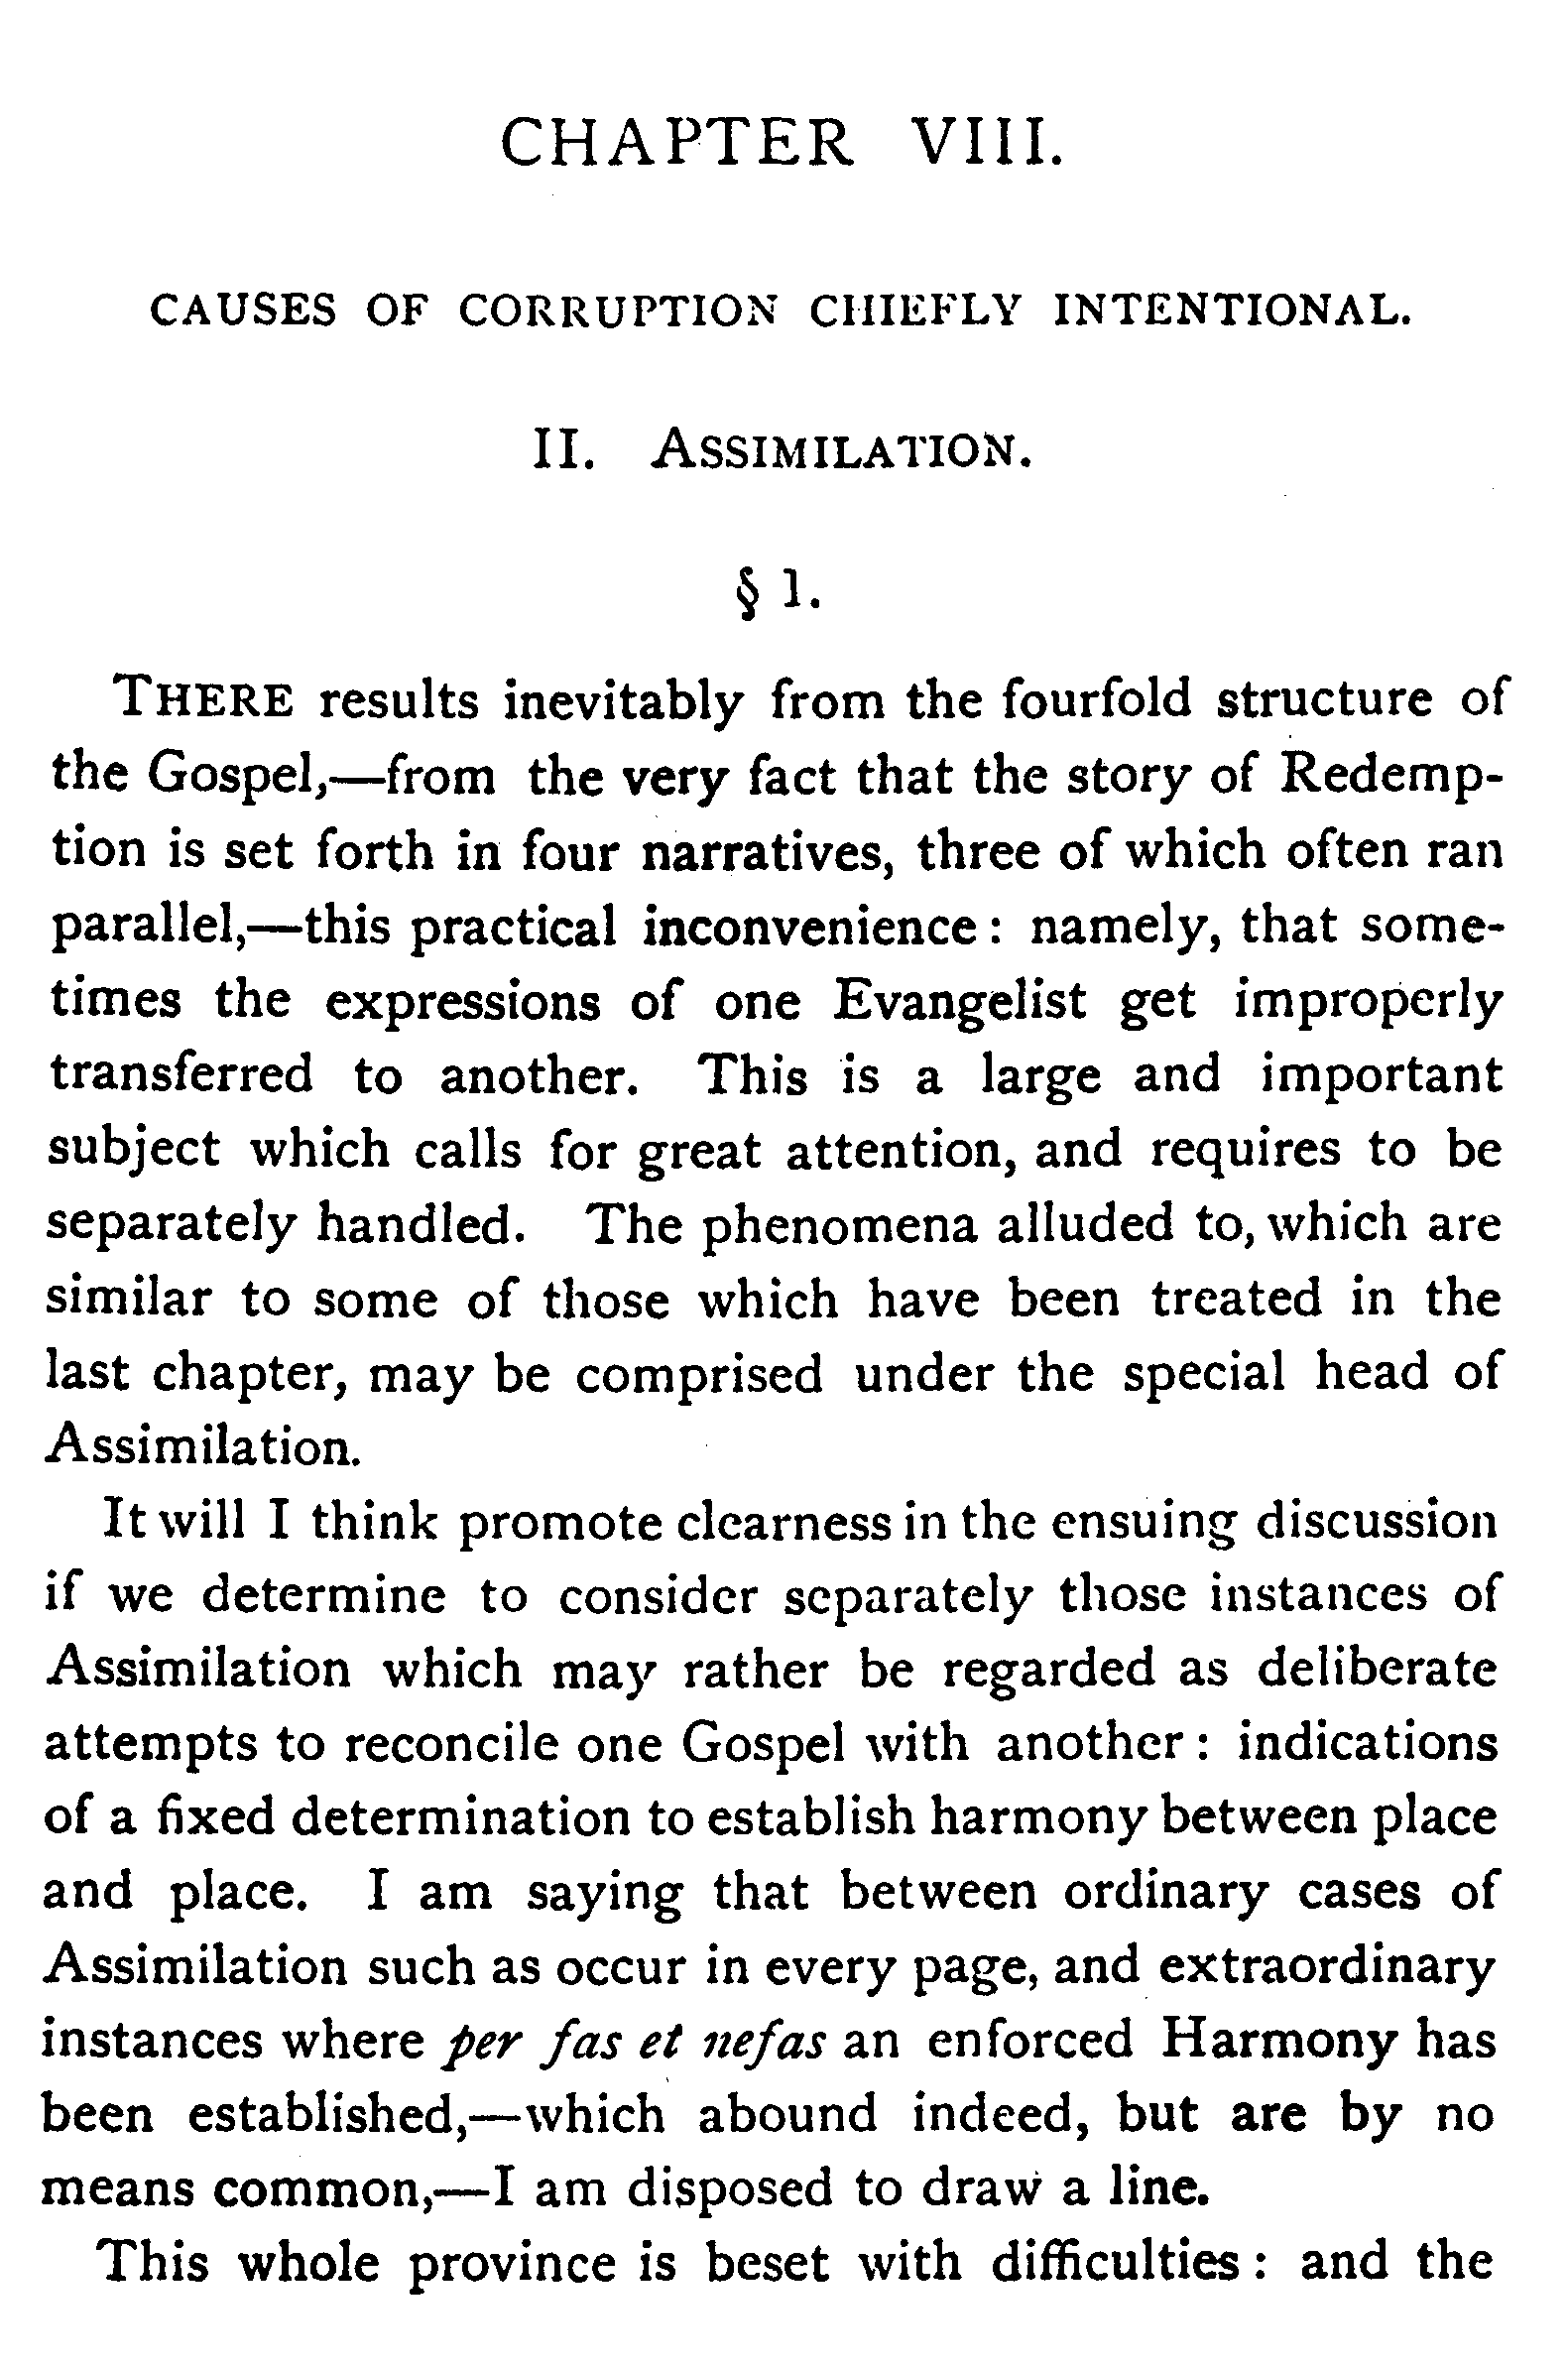 CHAPTER VIII.
CAUSES OF CORRUPTION CHIEFLY INTENTIONAL.
II. ASSIMILATION.
§ 1.
THERE results inevitably from the fourfold structure of
the Gospel,—from the very fact that the story of Redemp-
tion is set forth in four narratives, three of which often ran
parallel,—this practical inconvenience: namely, that some-
times the expressions of one Evangelist get improperly
transferred to another. This is a large and important
subject which calls for great attention, and requires to be
separately handled. The phenomena alluded to, which are
similar to some of those which have been treated in the
last chapter, may be comprised under the special head of
Assimilation.
It will I think promote clearness in the ensuing discussion
if we determine to consider separately those instances of
Assimilation which may rather be regarded as deliberate
attempts to reconcile one Gospel with another: indications
of a fixed determination to establish harmony between place
and place. I am saying that between ordinary cases of
Assimilation such as occur in every page, and extraordinary
instances where per fas et nefas an enforced Harmony has
been established,—which abound indeed, but are by no
means common,—I am disposed to draw a line.
This whole province is beset with difficulties: and the